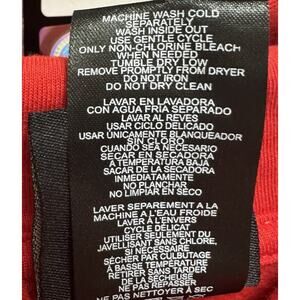 MACHINE WASH COLD
SEPARATELY
WASH INSIDE OUT
USE GENTLE CYCLE
ONLY NON-CHLORINE BLEACH
WHEN NEEDED
TUMBLE DRY LOW
REMOVE PROMPTLY FROM DRYER
DO NOT IRON
DO NOT DRY CLEAN
LAVAR EN LAVADORA
CON AGUA FRIA SEPARADO
LAVAR AL REVES
USAR CICLO DELICADO
USAR UNICAMENTE BLANQUEADOR
SIN CLORO
CUANDO SEA NECESARIO
SECAR EN SECADORA
A TEMPERATURA BAJA
SACAR DE LA SECADORA
INMEDIATAMENTE
NO PLANCHAR
NO LIMPIAR EN SECO
LAVER SEPAREMENT A LA
MACHINE A L'EAU FROIDE
LAVER À L'ENVERS
CYCLE DÉLICAT
UTILISER SEULEMENT DU
JAVELLISANT SANS CHLORE,
SI NÉCESSAIRE
SÉCHER PAR CULBUTAGE
A BASSE TEMPÉRATURE
RETIRER SANS TARDER
DE LA SÉCHEUSE
NE PAS REPASSER
NE PAS NETTOYER À SEC